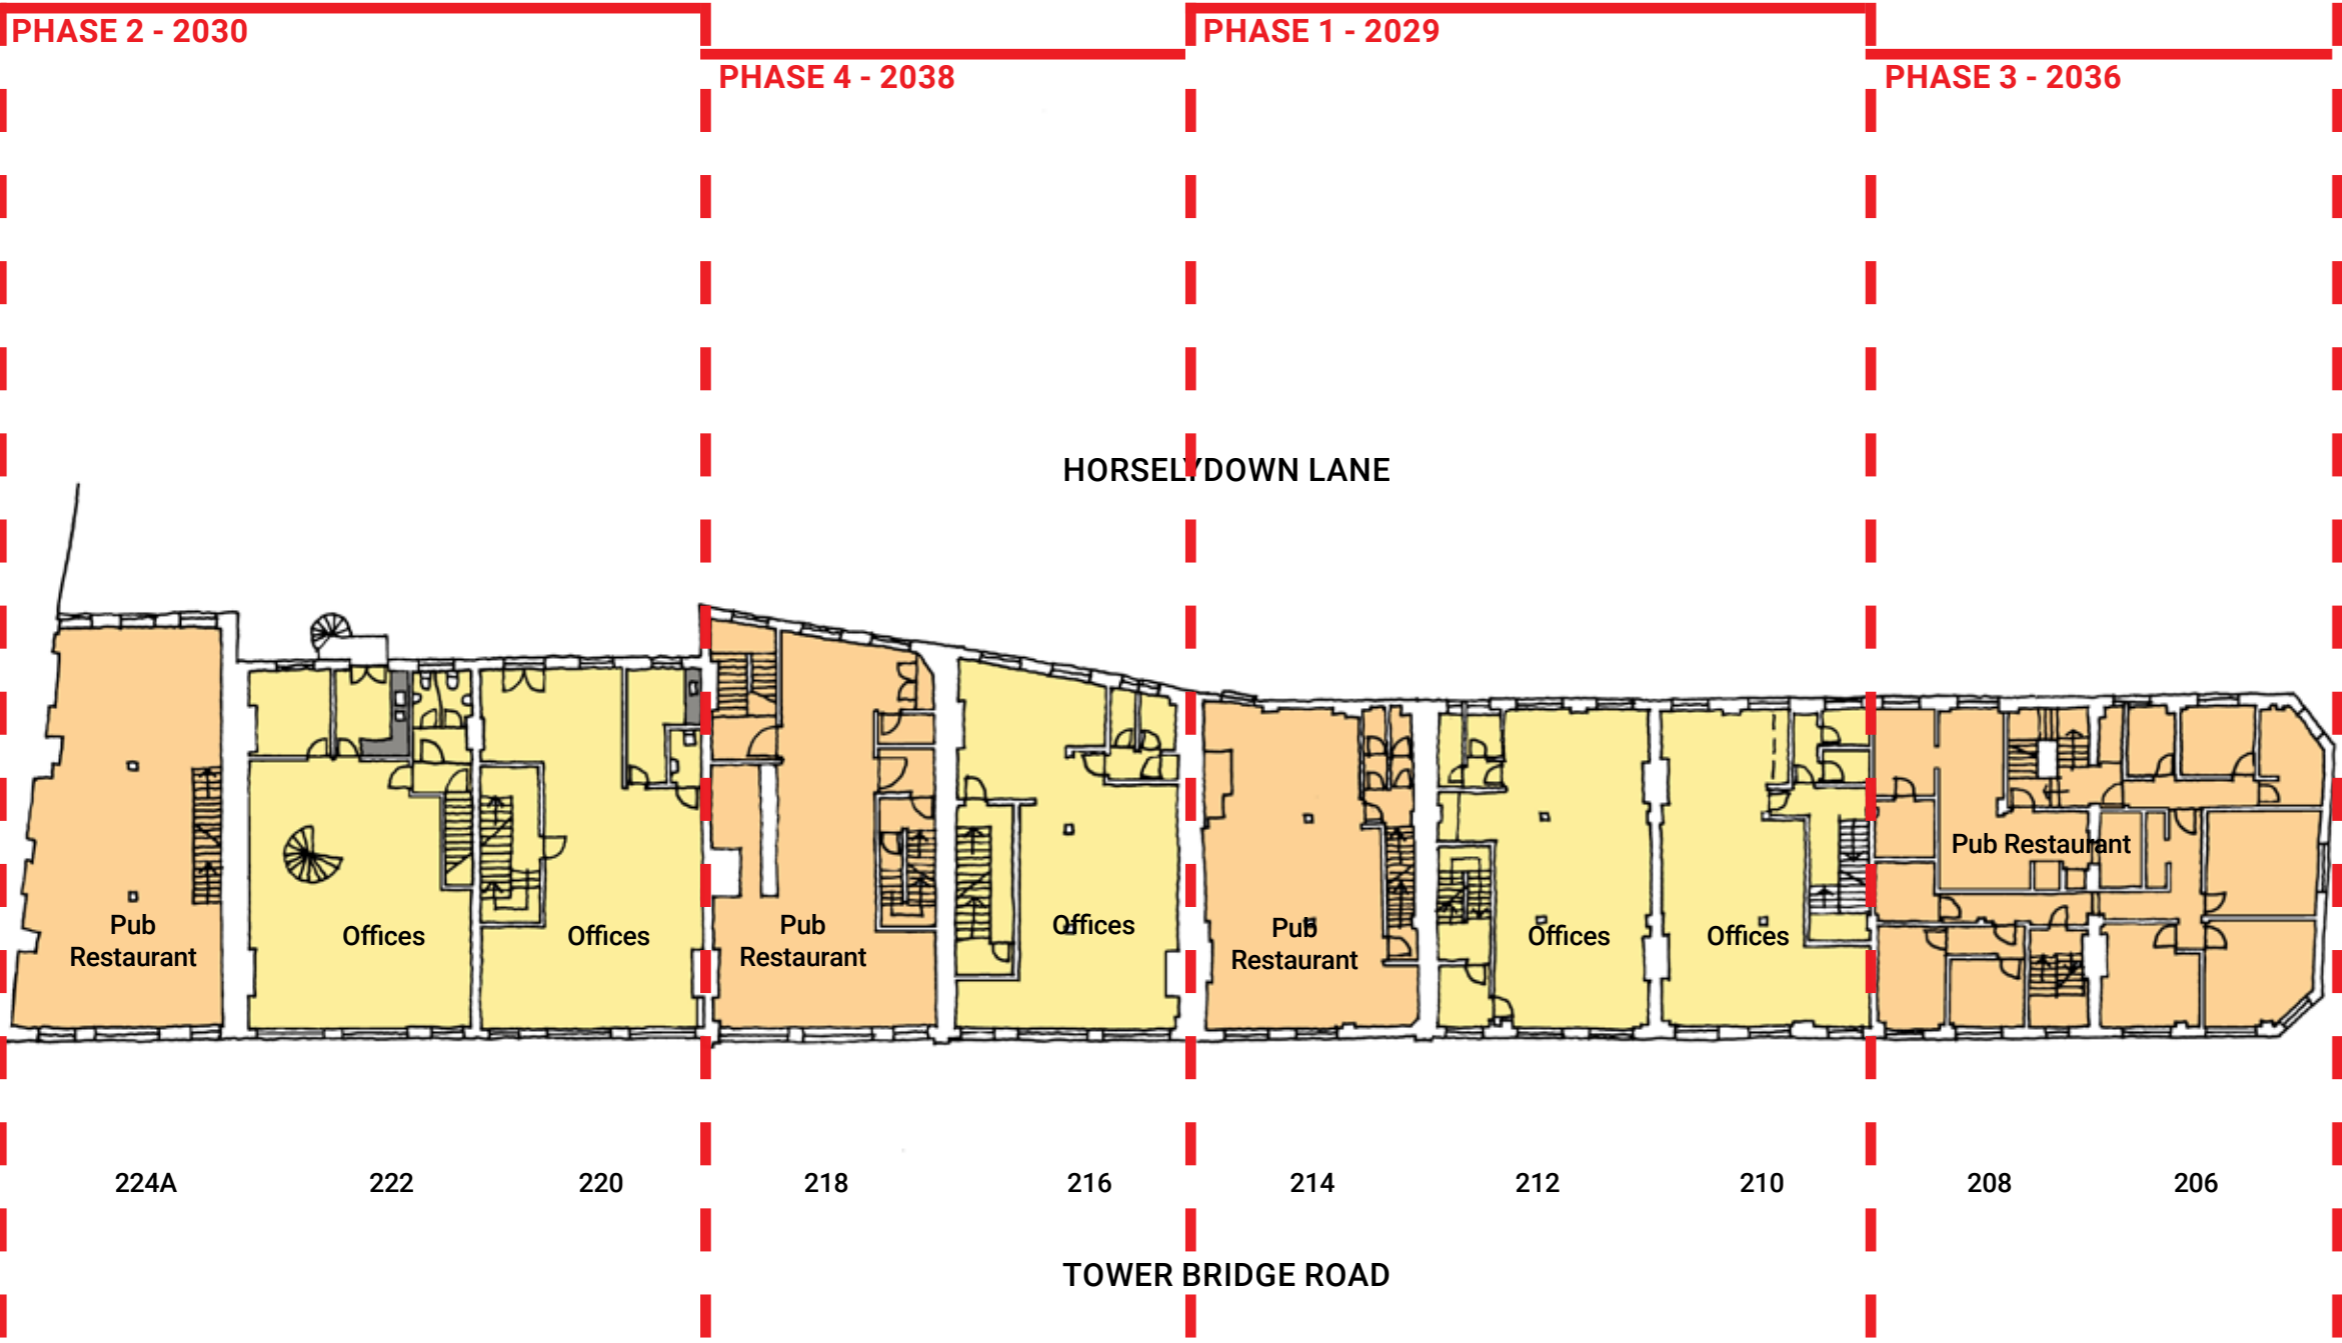 PHASE 2 - 2030
PHASE 1 - 2029
PHASE 4 - 2038
PHASE 3 - 2036
HORSELYDOWN LANE
Pub
Restaurant
Offices
Offices
Pub
Restaurant
Offices
Pub
Restaurant
Offices
Offices
Pub Restaurant
224A
222
220
218
216
214
212
210
208
206
TOWER BRIDGE ROAD